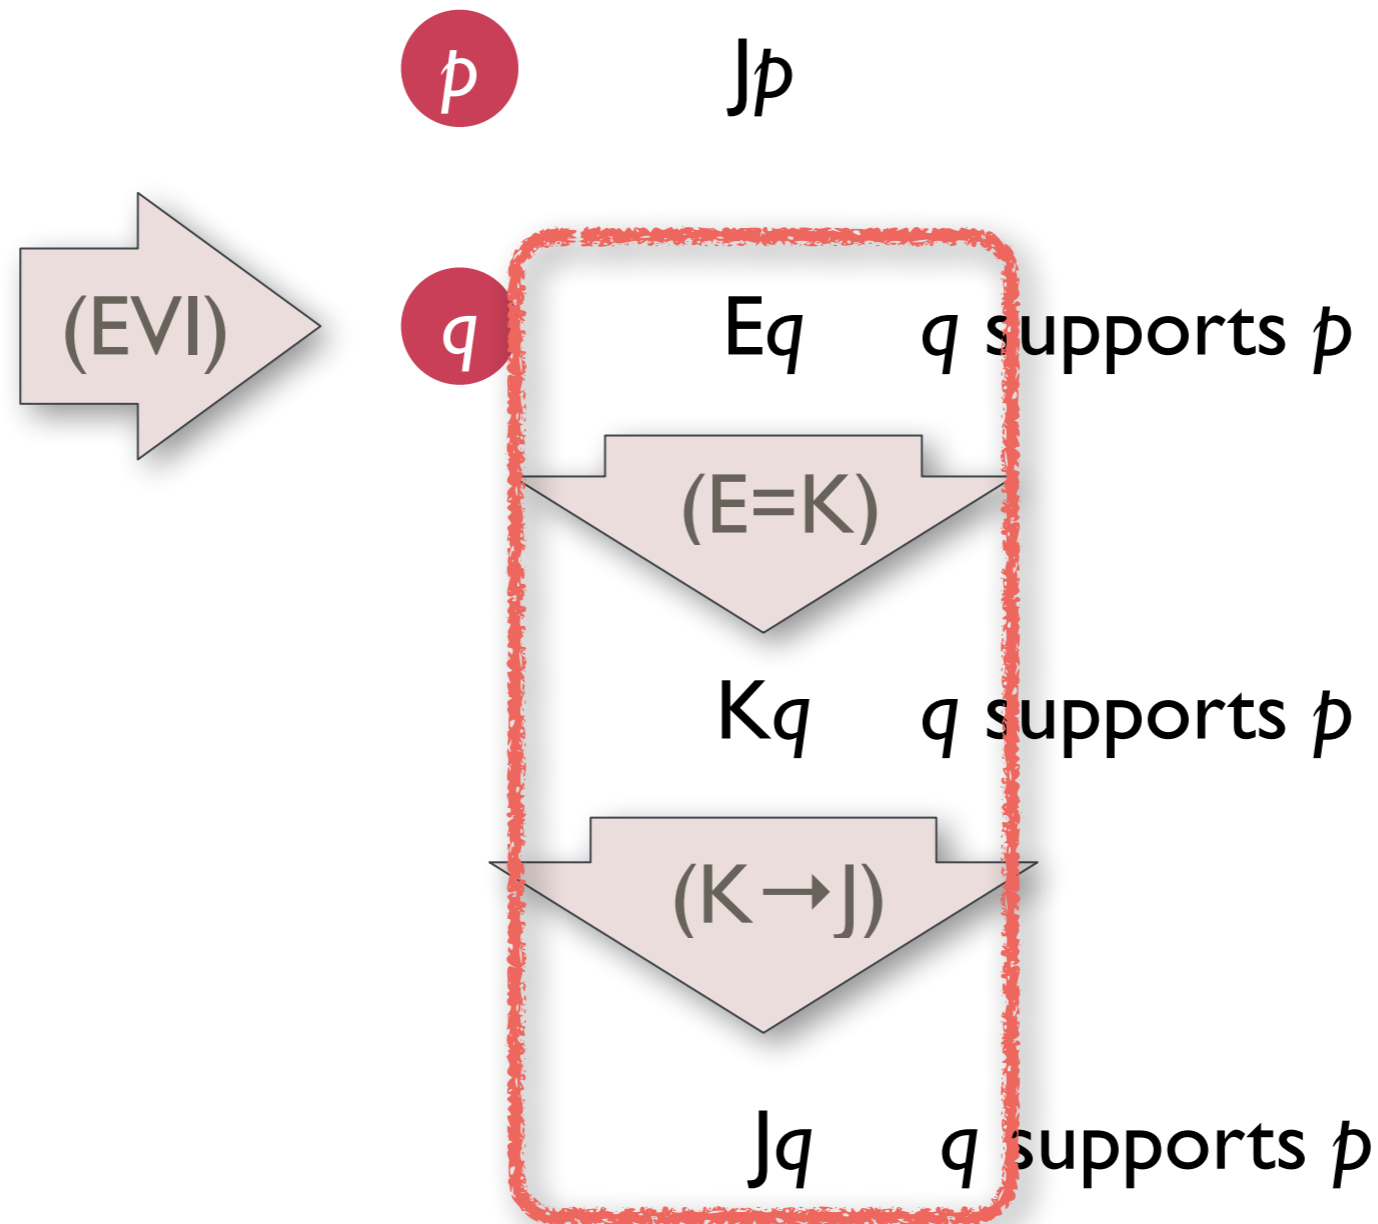 p Jp
(EVI) q Eq q supports p
(E=K)
Kq q supports p
(K→J)
Jq q supports p